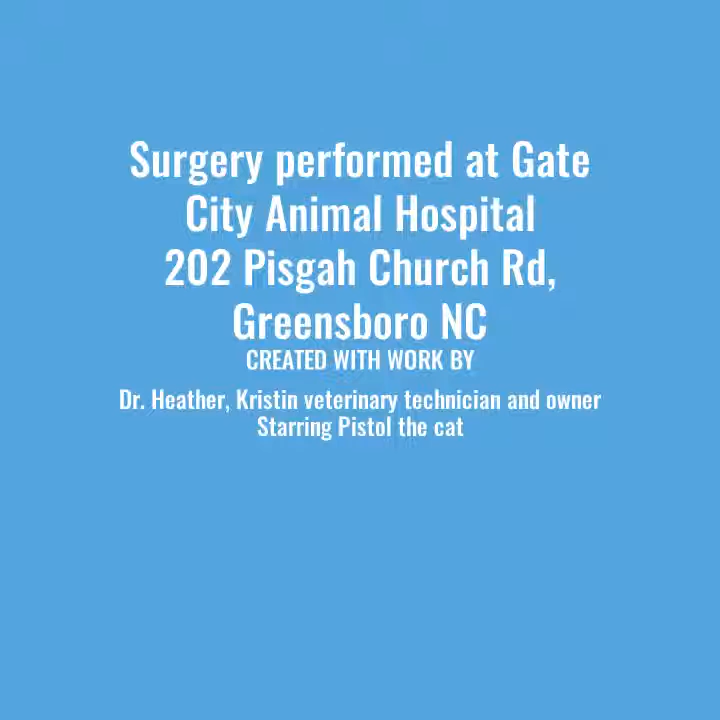 Surgery performed at Gate
City Animal Hospital
202 Pisgah Church Rd,
Greensboro NC
CREATED WITH WORK BY
Dr. Heather, Kristin veterinary technician and owner
Starring Pistol the cat